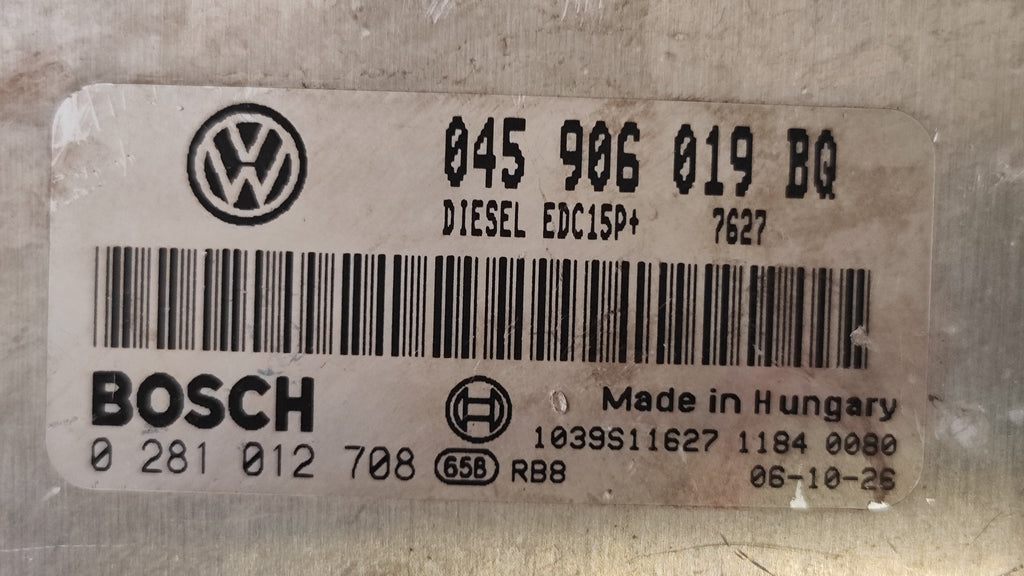 045 906 019 BQ
DIESEL EDC15P+ 7627
BOSCH
Made in Hungary
1039S11627 1184 0080
0 281 012 708 65B RB8
06-10-26